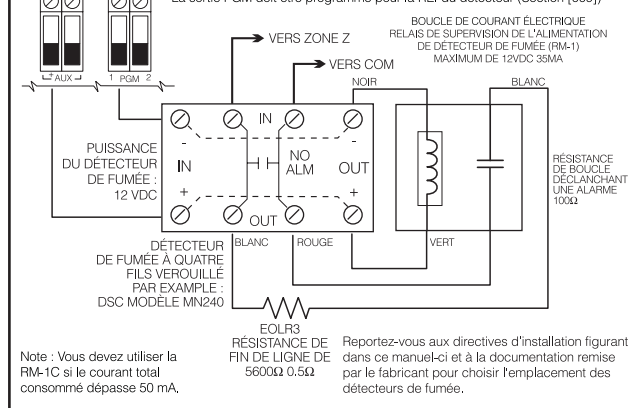 La sortie PGM doit être programmé pour la REF du détecteur (Section [009])
BOUCLE DE COURANT ÉLECTRIQUE
RELAIS DE SUPERVISION DE L'ALIMENTATION
DE DÉTECTEUR DE FUMÉE (RM-1)
MAXIMUM DE 12VDC 35MA
VERS ZONE Z
VERS COM
NOIR
BLANC
+ AUX -
1 PGM 2
IN
-
-
PUISSANCE
DU DÉTECTEUR
DE FUMÉE :
12 VDC
IN
NO
ALM
OUT
+
+
OUT
RÉSISTANCE
DE BOUCLE
DÉCLANCHANT
UNE ALARME
100Ω
DÉTECTEUR
DE FUMÉE À QUATRE
FILS VEROUILLÉ
PAR EXEMPLE :
DSC MODÈLE MN240
BLANC
ROUGE
VERT
EOLR3
RÉSISTANCE DE
FIN DE LIGNE DE
5600Ω 0.5Ω
Note : Vous devez utiliser la
RM-1C si le courant total
consommé dépasse 50 mA.
Reportez-vous aux directives d'installation figurant
dans ce manuel-ci et à la documentation remise
par le fabricant pour choisir l'emplacement des
détecteurs de fumée.